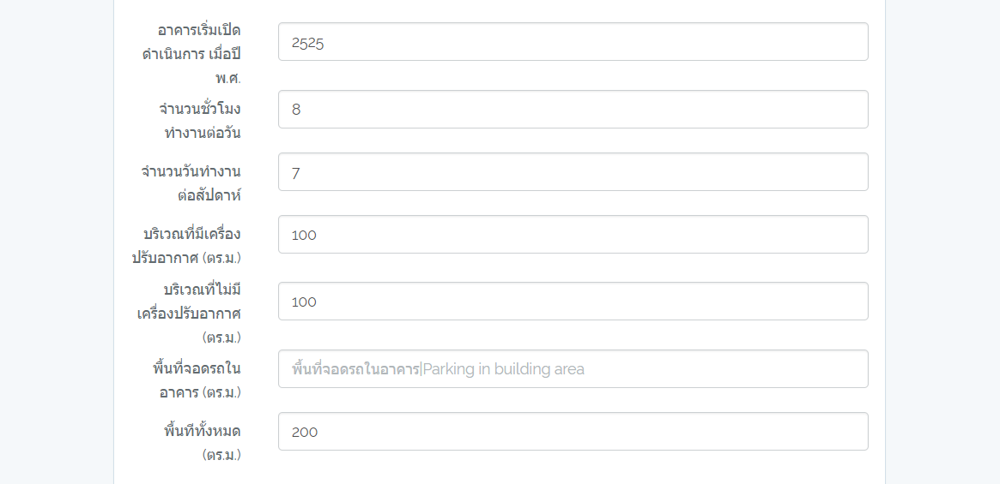 อาคารเริ่มเปิด
ดำเนินการ เมื่อปี
พ.ศ.
2525
จำนวนชั่วโมง
ทำงานต่อวัน
8
จำนวนวันทำงาน
ต่อสัปดาห์
7
บริเวณที่มีเครื่อง
ปรับอากาศ (ตร.ม.)
100
บริเวณที่ไม่มี
เครื่องปรับอากาศ
(ตร.ม.)
100
พื้นที่จอดรถใน
อาคาร (ตร.ม.)
พื้นที่จอดรถในอาคาร|Parking in building area
พื้นทีทั้งหมด
(ตร.ม.)
200